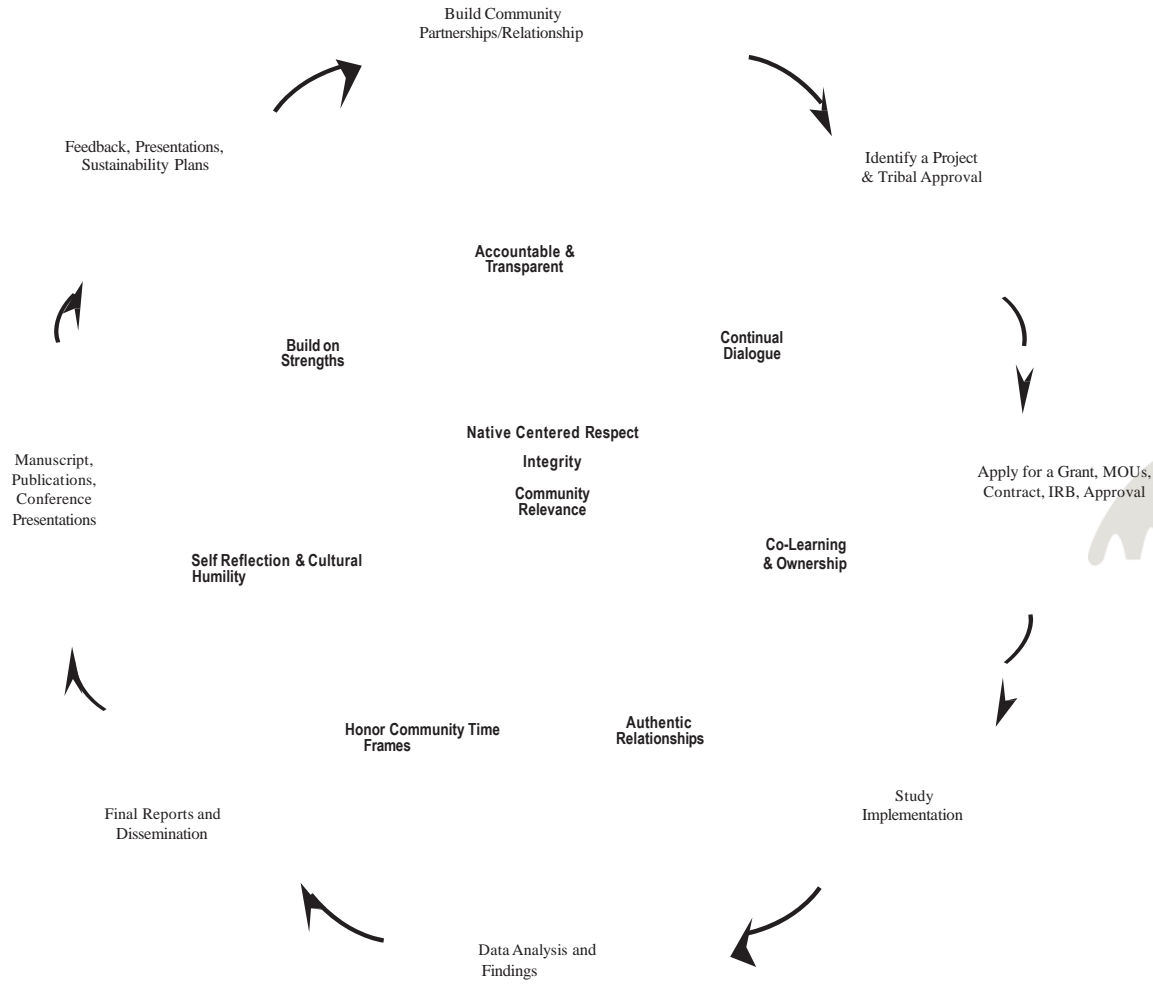 Build Community
Partnerships/Relationship
Feedback, Presentations,
Sustainability Plans
Identify a Project
& Tribal Approval
Accountable &
Transparent
Build on
Strengths
Continual
Dialogue
Native Centered Respect
Integrity
Community
Relevance
Manuscript,
Publications,
Conference
Presentations
Apply for a Grant, MOUs,
Contract, IRB, Approval
Self Reflection & Cultural
Humility
Co-Learning
& Ownership
Honor Community Time
Frames
Authentic
Relationships
Final Reports and
Dissemination
Study
Implementation
Data Analysis and
Findings